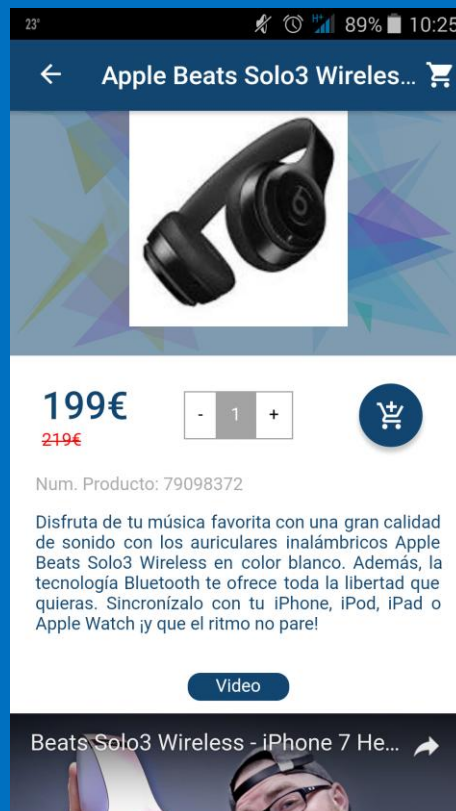 23°
H+
89%
10:25
Apple Beats Solo3 Wireles...
199€
- 1 +
219€
Num. Producto: 79098372
Disfruta de tu música favorita con una gran calidad
de sonido con los auriculares inalámbricos Apple
Beats Solo3 Wireless en color blanco. Además, la
tecnología Bluetooth te ofrece toda la libertad que
quieras. Sincronízalo con tu iPhone, iPod, iPad o
Apple Watch ¡y que el ritmo no pare!
Video
Beats Solo3 Wireless - iPhone 7 He...